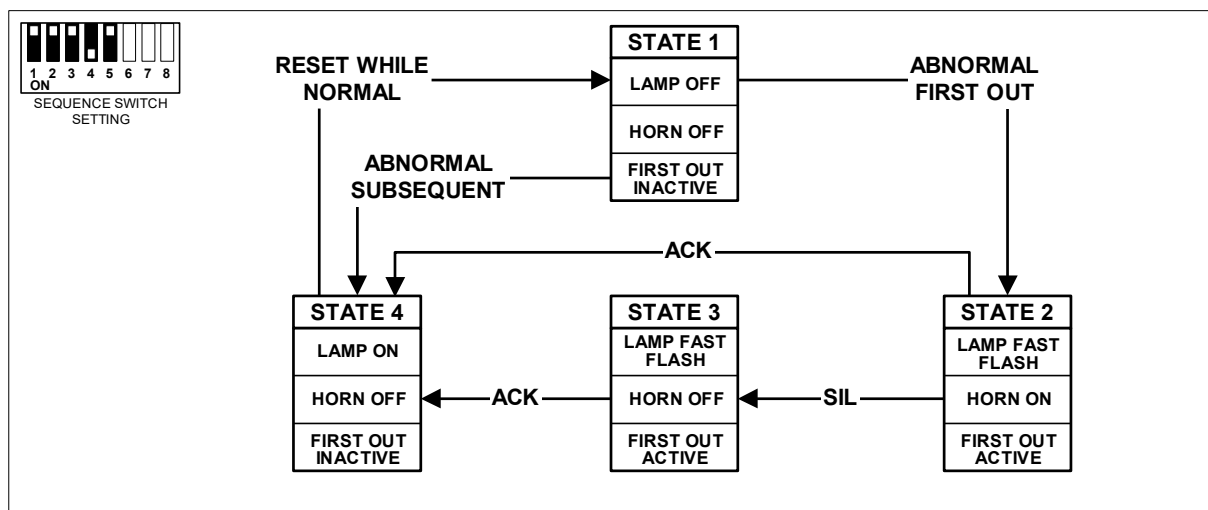 1 2 3 4 5 6 7 8
ON
SEQUENCE SWITCH
SETTING
RESET WHILE
NORMAL
STATE 1
LAMP OFF
HORN OFF
FIRST OUT
INACTIVE
ABNORMAL
FIRST OUT
ABNORMAL
SUBSEQUENT
ACK
STATE 4
LAMP ON
HORN OFF
FIRST OUT
INACTIVE
ACK
STATE 3
LAMP FAST
FLASH
HORN OFF
FIRST OUT
ACTIVE
SIL
STATE 2
LAMP FAST
FLASH
HORN ON
FIRST OUT
ACTIVE